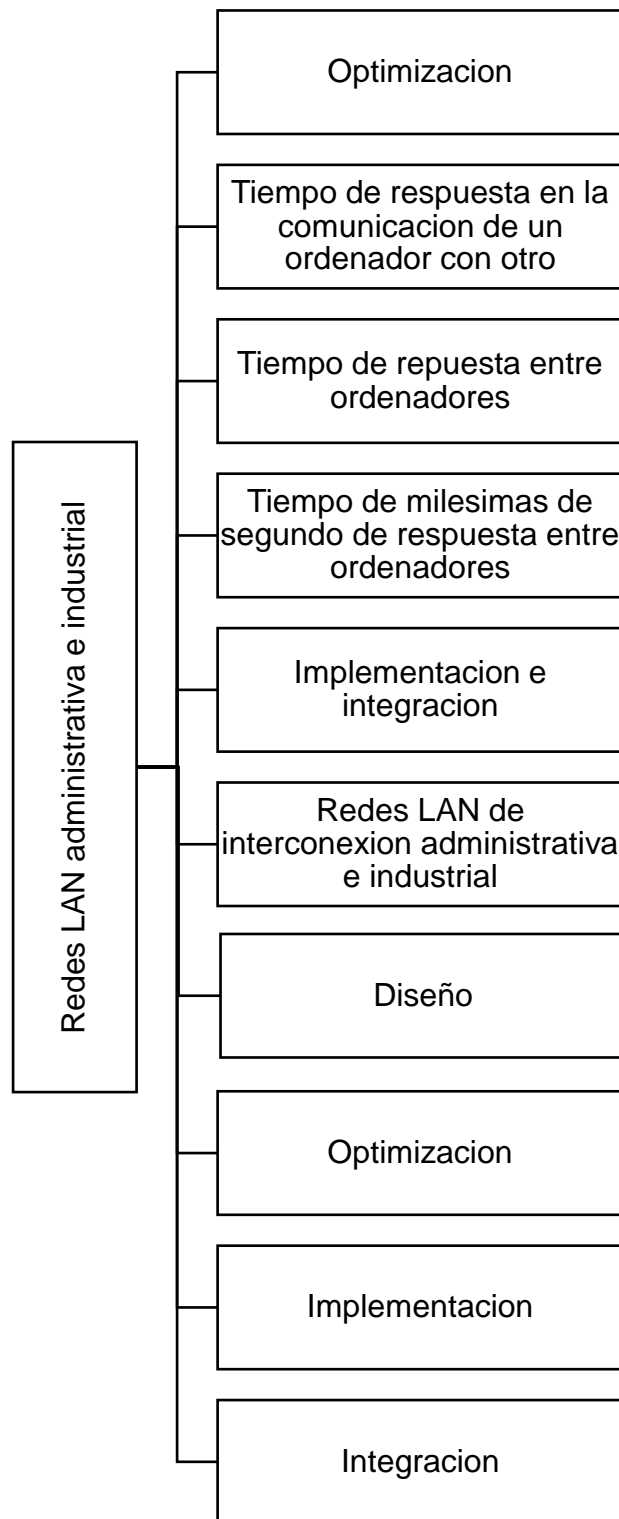 Redes LAN administrativa e industrial
Optimizacion
Tiempo de respuesta en la
comunicacion de un
ordenador con otro
Tiempo de repuesta entre
ordenadores
Tiempo de milesimas de
segundo de respuesta entre
ordenadores
Implementacion e
integracion
Redes LAN de
interconexion administrativa
e industrial
Diseño
Optimizacion
Implementacion
Integracion